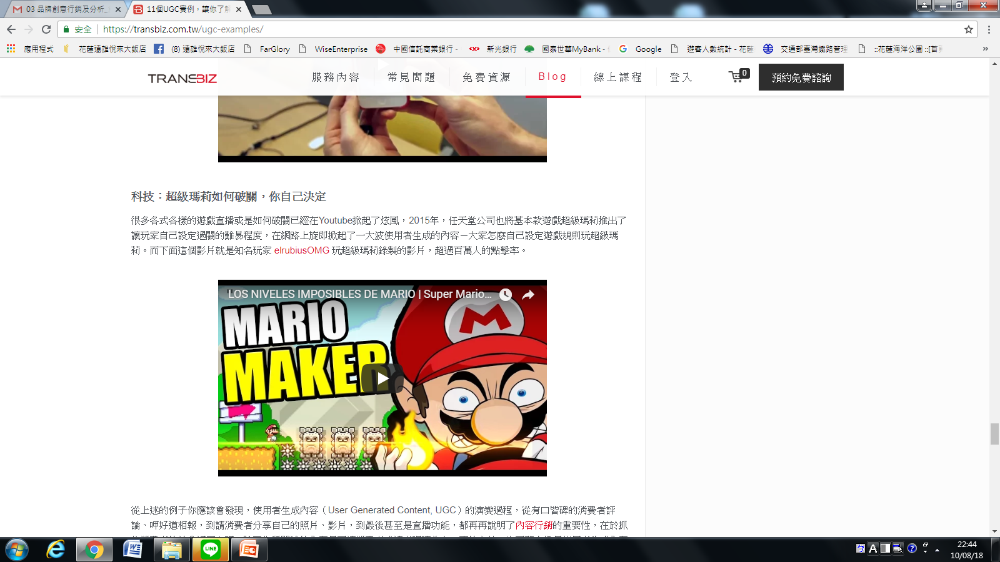 03 品牌創意行銷及分析_
11個UGC實例，讓你了解
安全 https://transbiz.com.tw/ugc-examples/
應用程式 花蓮遠雄悅來大飯店 (8) 遠雄悅來大飯店 FarGlory WiseEnterprise 中國信託商業銀行 - 新光銀行 國泰世華MyBank - Google 遊客人數統計 - 花蓮 交通部臺灣鐵路管理 ::花蓮海洋公園 ::[首頁 »
TRANSBIZ 服務內容 常見問題 免費資源 Blog 線上課程 登入 0 預約免費諮詢
科技：超級瑪莉如何破關，你自己決定
很多各式各樣的遊戲直播或是如何破關已經在Youtube掀起了炫風，2015年，任天堂公司也將基本款遊戲超級瑪莉推出了
讓玩家自己設定過關的難易程度，在網路上旋即掀起了一大波使用者生成的內容－大家怎麼自己設定遊戲規則玩超級瑪
莉。而下面這個影片就是知名玩家 elrubiusOMG 玩超級瑪莉錄製的影片，超過百萬人的點擊率。
LOS NIVELES IMPOSIBLES DE MARIO | Super Mario...
MARIO
MAKER
M
從上述的例子你應該會發現，使用者生成內容（User Generated Content, UGC）的演變過程，從有口皆碑的消費者評
論、呷好道相報，到請消費者分享自己的照片、影片，到最後甚至是直播功能，都再再說明了內容行銷的重要性，在於抓
LINE
A
22:44
10/08/18